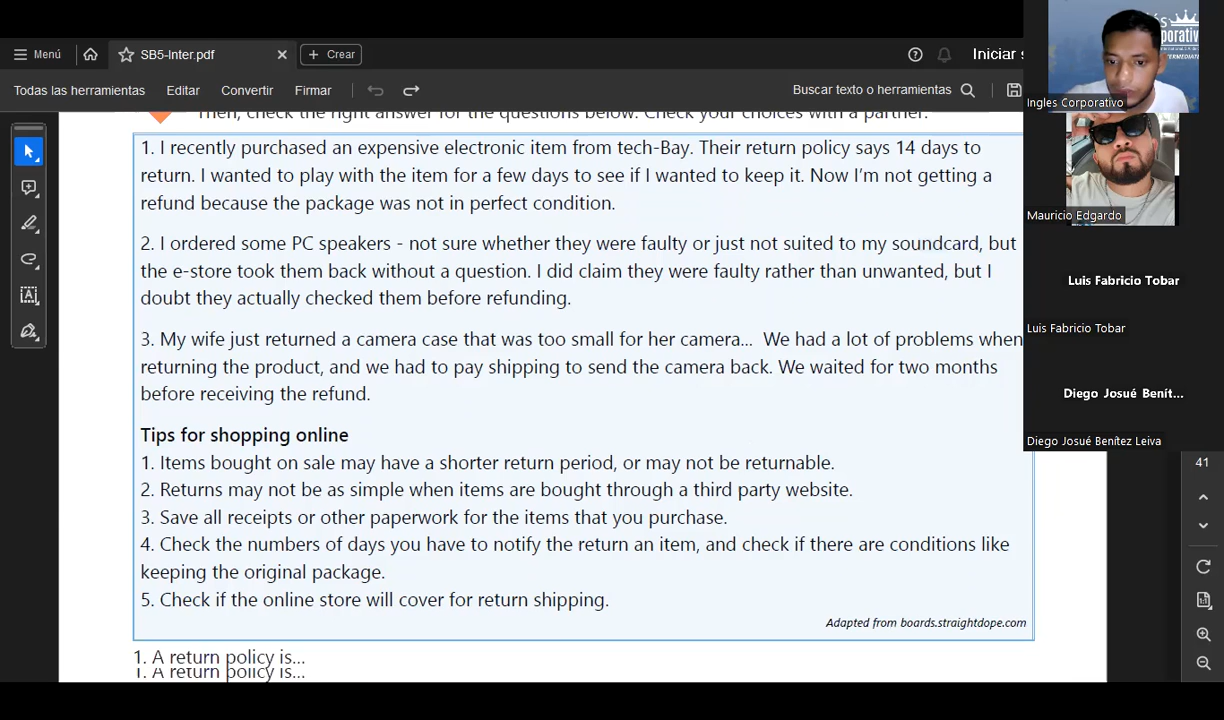 Menú
SB5-Inter.pdf
Crear
Iniciar s
Todas las herramientas
Editar
Convertir
Firmar
Buscar texto o herramientas
Then, check the right answer for the questions below. Check your choices with a partner.
1. I recently purchased an expensive electronic item from tech-Bay. Their return policy says 14 days to
return. I wanted to play with the item for a few days to see if I wanted to keep it. Now I'm not getting a
refund because the package was not in perfect condition.
2. I ordered some PC speakers - not sure whether they were faulty or just not suited to my soundcard, but
the e-store took them back without a question. I did claim they were faulty rather than unwanted, but I
doubt they actually checked them before refunding.
3. My wife just returned a camera case that was too small for her camera... We had a lot of problems when
returning the product, and we had to pay shipping to send the camera back. We waited for two months
before receiving the refund.
Tips for shopping online
1. Items bought on sale may have a shorter return period, or may not be returnable.
2. Returns may not be as simple when items are bought through a third party website.
3. Save all receipts or other paperwork for the items that you purchase.
4. Check the numbers of days you have to notify the return an item, and check if there are conditions like
keeping the original package.
5. Check if the online store will cover for return shipping.
Adapted from boards.straightdope.com
1. A return policy is...
1. A return policy is...
Ingles Corporativo
Mauricio Edgardo
Luis Fabricio Tobar
Luis Fabricio Tobar
Diego Josué Benít...
Diego Josué Benítez Leiva
41